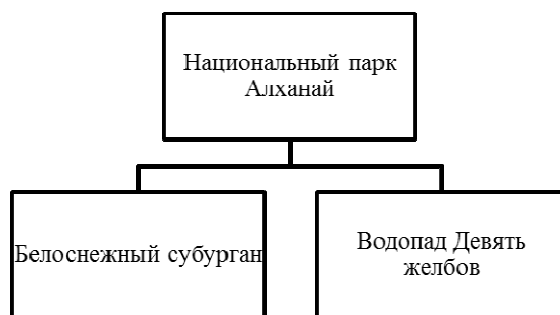 Национальный парк
Алханай
Белоснежный субурган
Водопад Девять
желбов